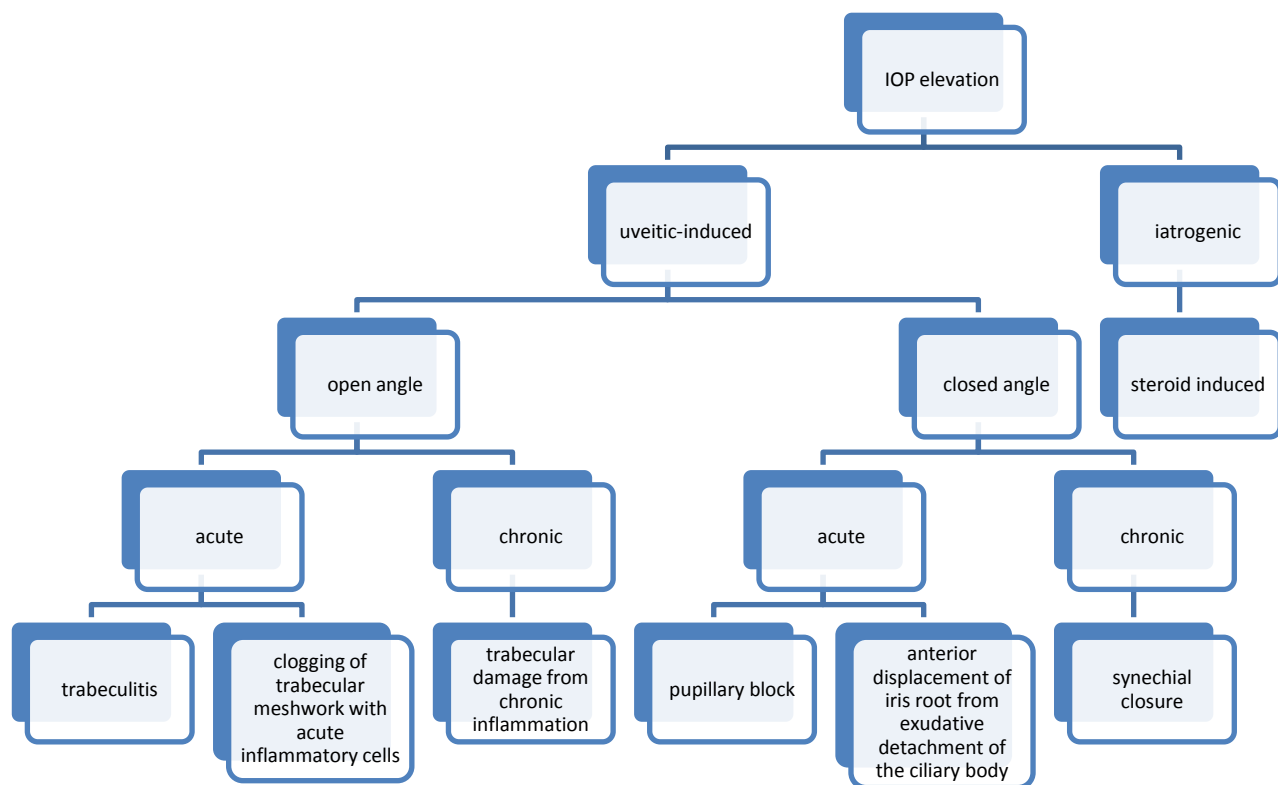 IOP elevation
uveitic-induced
iatrogenic
open angle
closed angle
steroid induced
acute
chronic
acute
chronic
trabeculitis
clogging of
trabecular
meshwork with
acute
inflammatory cells
trabecular
damage from
chronic
inflammation
pupillary block
anterior
displacement of
iris root from
exudative
detachment of
the ciliary body
synechial
closure